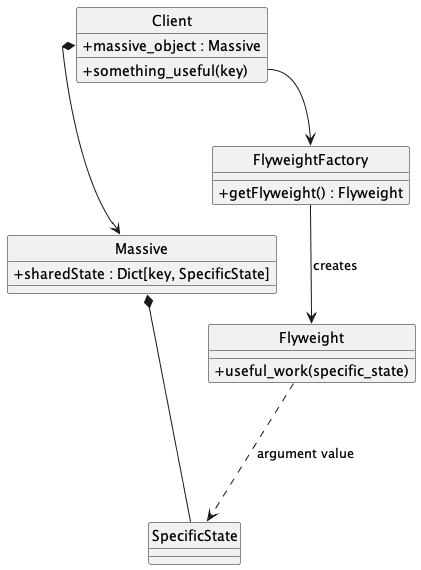 Client
+massive_object : Massive
+something_useful(key)
FlyweightFactory
+getFlyweight() : Flyweight
Massive
+sharedState : Dict[key, SpecificState]
creates
Flyweight
+useful_work(specific_state)
argument value
SpecificState